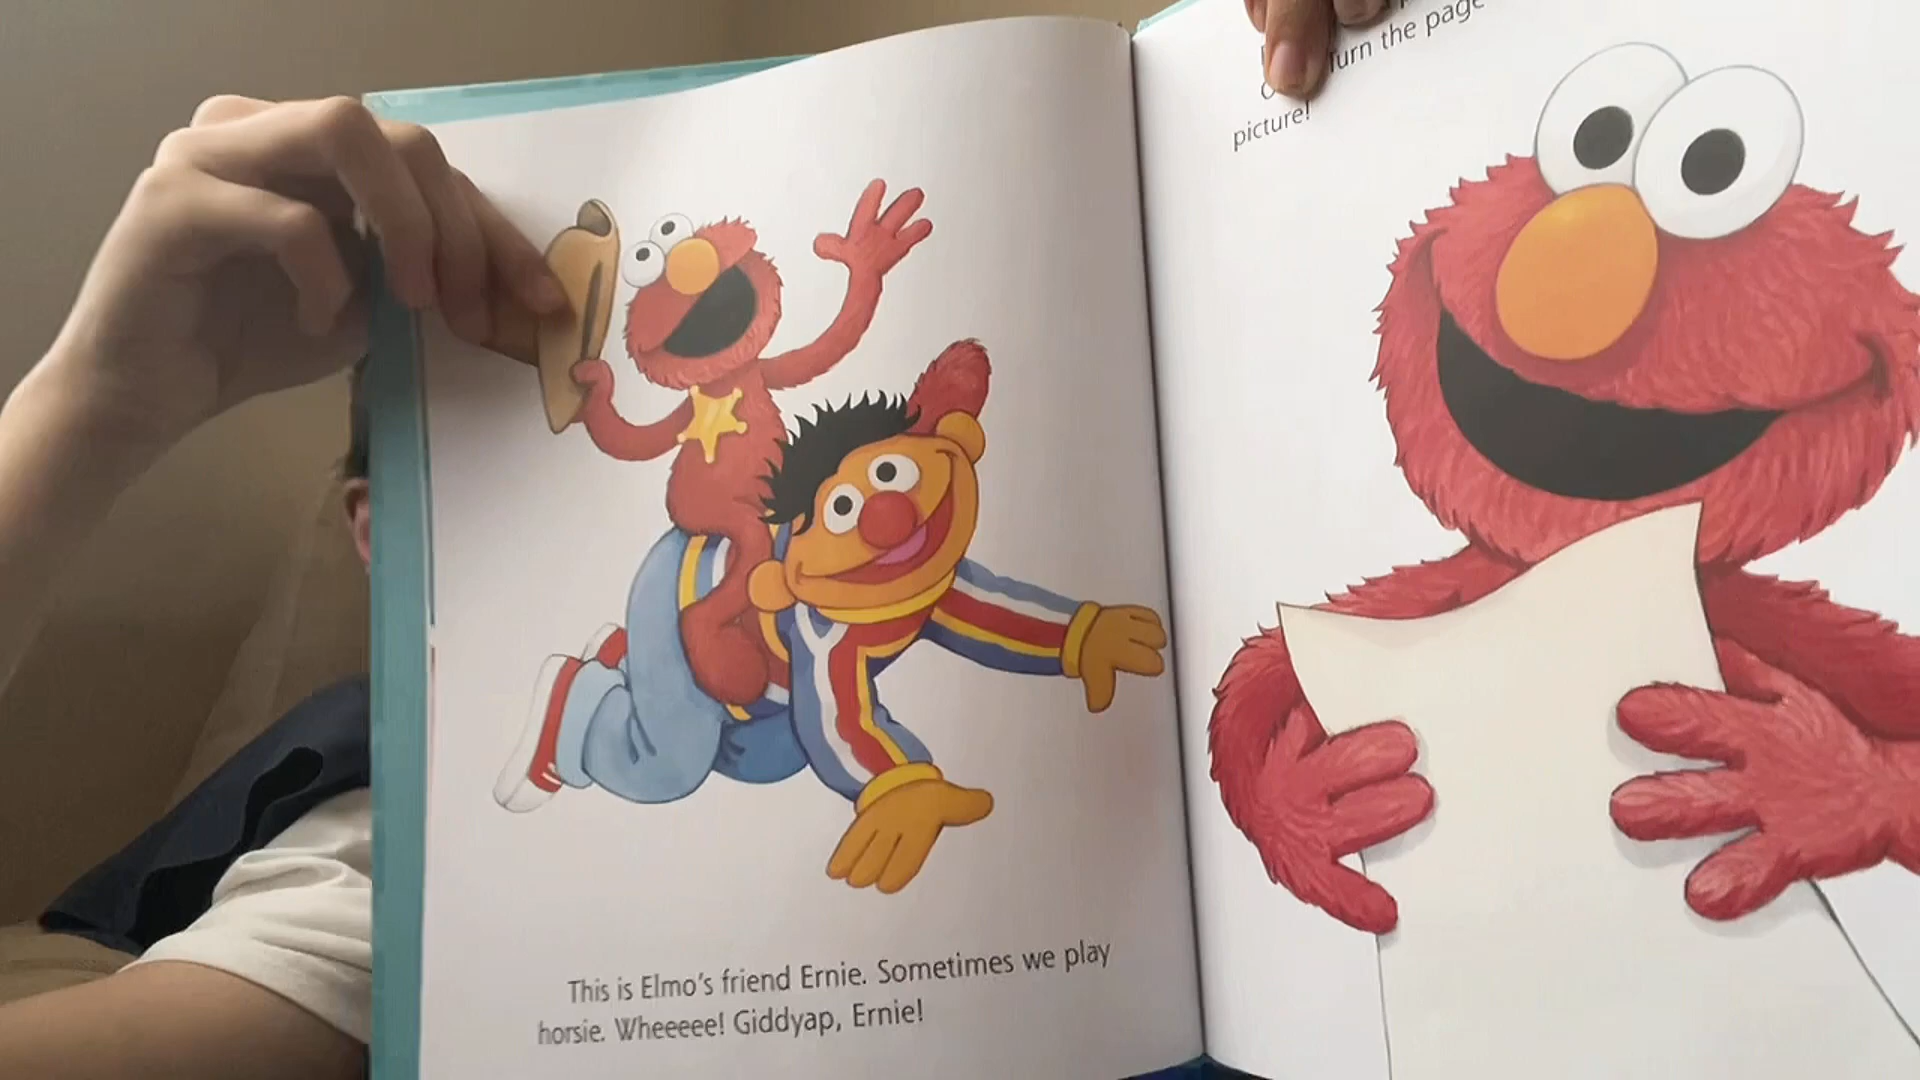 This is Elmo's friend Ernie. Sometimes we play
horsie. Wheeeee! Giddyap, Ernie!
Turn the page
picture!